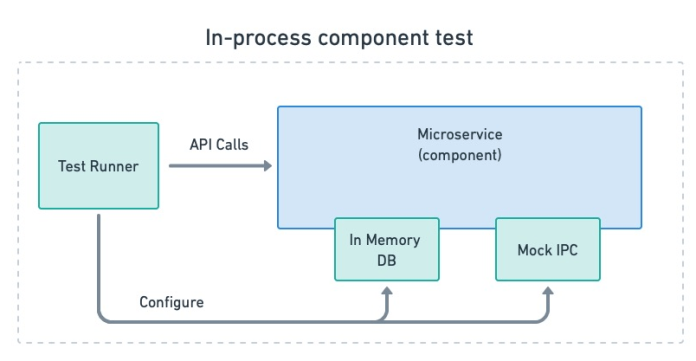 In-process component test
Test Runner
API Calls
Microservice
(component)
In Memory
DB
Mock IPC
Configure